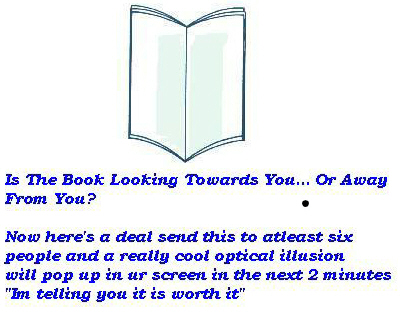 Is The Book Looking Towards You... Or Away
From You?
Now here's a deal send this to atleast six
people and a really cool optical illusion
will pop up in ur screen in the next 2 minutes
"Im telling you it is worth it"